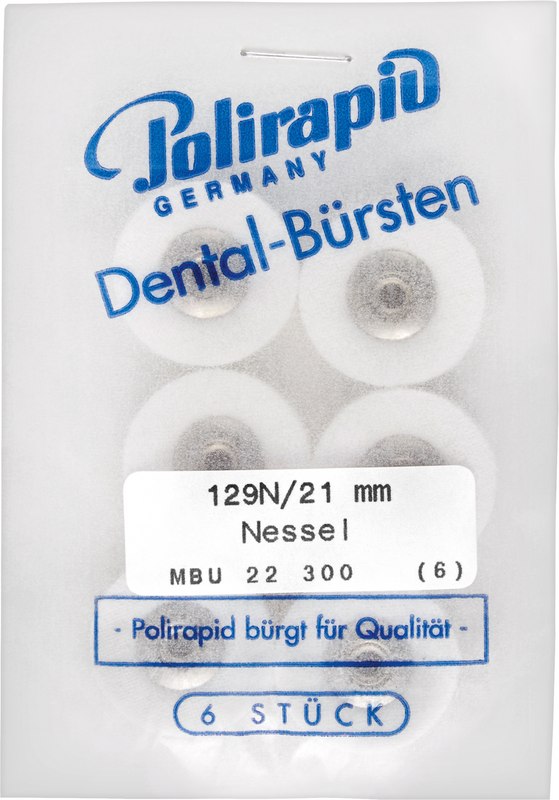 Polirapid
GERMANY
Dental-Bürsten
129N/21 mm
Nessel
MBU 22 300 (6)
- Polirapid bürgt für Qualität -
6 STÜCK